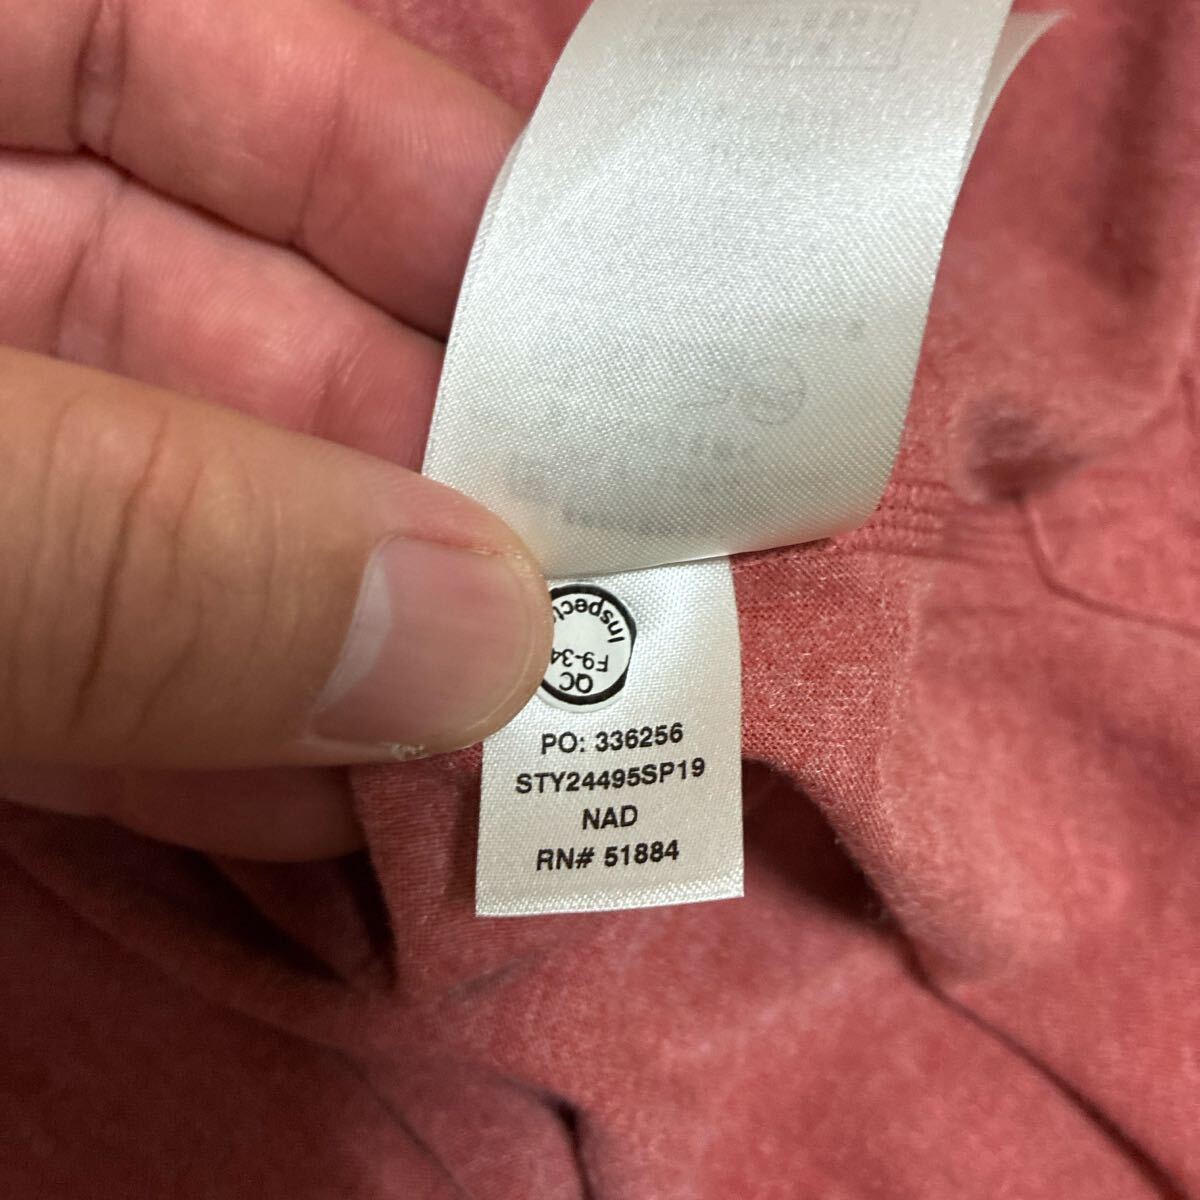 QC
F9-34
PO: 336256
STY24495SP19
NAD
RN# 51884